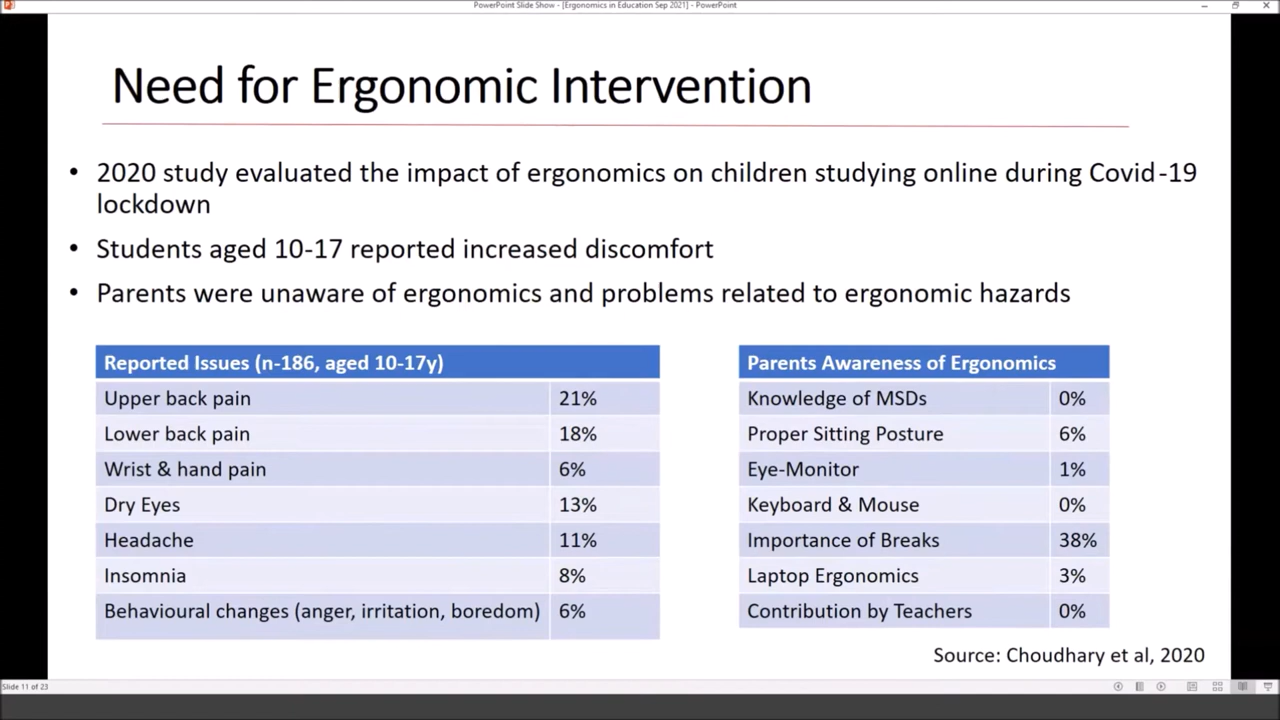 PowerPoint Slide Show - [Ergonomics in Education Sep 2021] - PowerPoint
Need for Ergonomic Intervention
• 2020 study evaluated the impact of ergonomics on children studying online during Covid-19
lockdown
• Students aged 10-17 reported increased discomfort
• Parents were unaware of ergonomics and problems related to ergonomic hazards
Reported Issues (n-186, aged 10-17y)
Upper back pain 21%
Lower back pain 18%
Wrist & hand pain 6%
Dry Eyes 13%
Headache 11%
Insomnia 8%
Behavioural changes (anger, irritation, boredom) 6%
Parents Awareness of Ergonomics
Knowledge of MSDs 0%
Proper Sitting Posture 6%
Eye-Monitor 1%
Keyboard & Mouse 0%
Importance of Breaks 38%
Laptop Ergonomics 3%
Contribution by Teachers 0%
Source: Choudhary et al, 2020
Slide 11 of 23